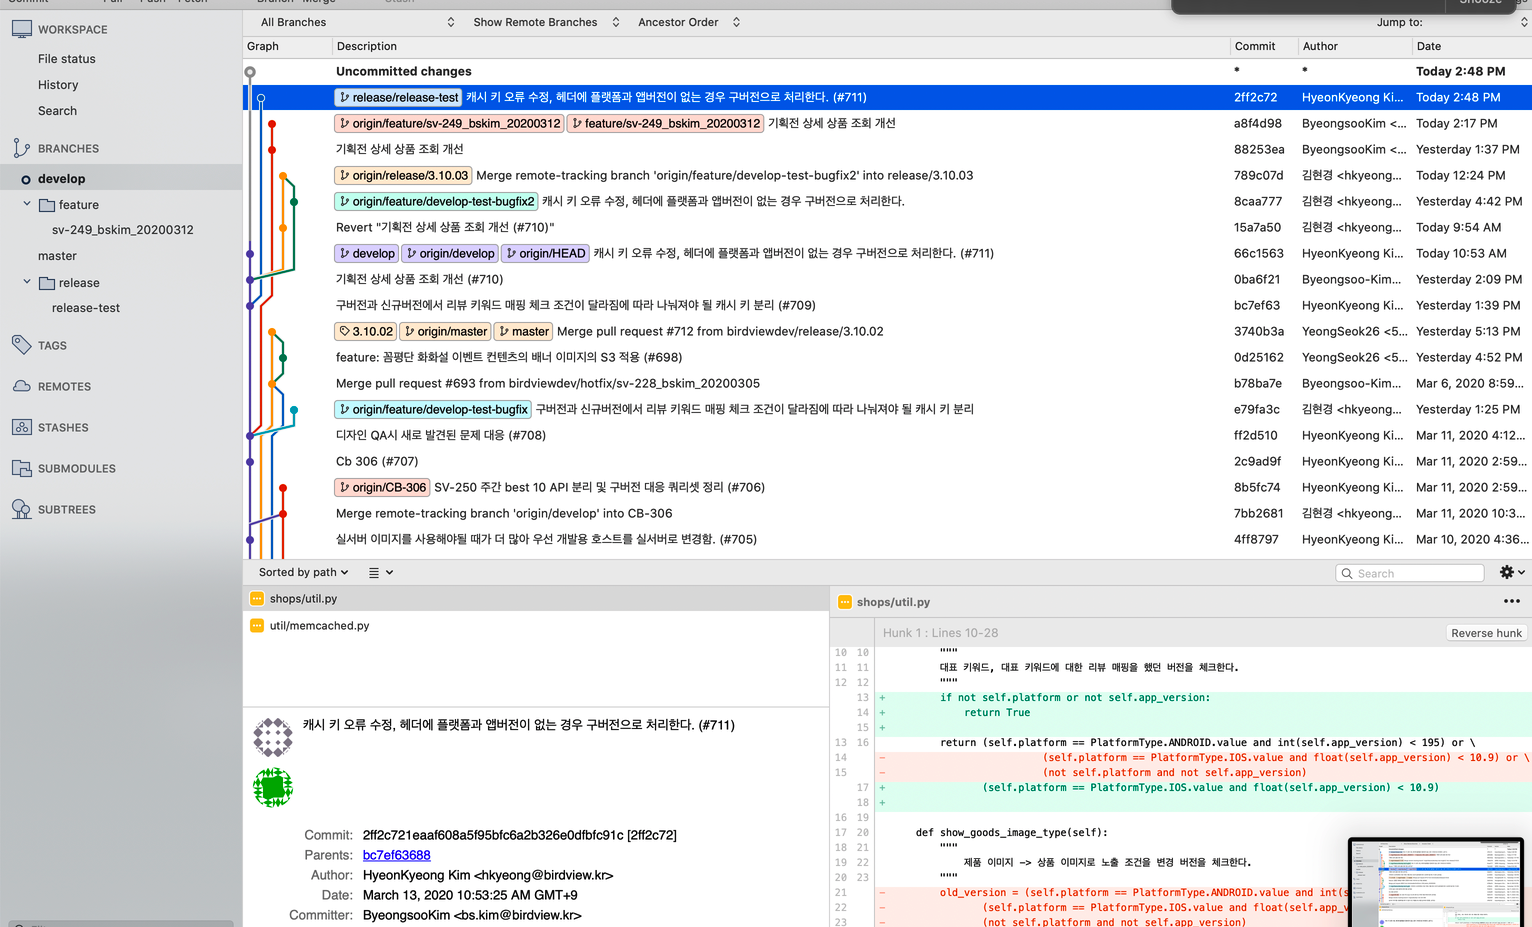 Commit Pull Push Fetch Branch Merge Stash
Snooze
All Branches Show Remote Branches Ancestor Order Jump to:
WORKSPACE
File status
History
Search
BRANCHES
develop
feature
sv-249_bskim_20200312
master
release
release-test
TAGS
REMOTES
STASHES
SUBMODULES
SUBTREES
Graph Description Commit Author Date
Uncommitted changes * * Today 2:48 PM
release/release-test 캐시 키 오류 수정, 헤더에 플랫폼과 앱버전이 없는 경우 구버전으로 처리한다. (#711) 2ff2c72 HyeonKyeong Ki... Today 2:48 PM
origin/feature/sv-249_bskim_20200312 feature/sv-249_bskim_20200312 기획전 상세 상품 조회 개선 a8f4d98 ByeongsooKim <... Today 2:17 PM
기획전 상세 상품 조회 개선 88253ea ByeongsooKim <... Yesterday 1:37 PM
origin/release/3.10.03 Merge remote-tracking branch 'origin/feature/develop-test-bugfix2' into release/3.10.03 789c07d 김현경 <hkyeong... Today 12:24 PM
origin/feature/develop-test-bugfix2 캐시 키 오류 수정, 헤더에 플랫폼과 앱버전이 없는 경우 구버전으로 처리한다. 8caa777 김현경 <hkyeong... Yesterday 4:42 PM
Revert "기획전 상세 상품 조회 개선 (#710)" 15a7a50 김현경 <hkyeong... Today 9:54 AM
develop origin/develop origin/HEAD 캐시 키 오류 수정, 헤더에 플랫폼과 앱버전이 없는 경우 구버전으로 처리한다. (#711) 66c1563 HyeonKyeong Ki... Today 10:53 AM
기획전 상세 상품 조회 개선 (#710) 0ba6f21 Byeongsoo-Kim... Yesterday 2:09 PM
구버전과 신규버전에서 리뷰 키워드 매핑 체크 조건이 달라짐에 따라 나눠져야 될 캐시 키 분리 (#709) bc7ef63 HyeonKyeong Ki... Yesterday 1:39 PM
3.10.02 origin/master master Merge pull request #712 from birdviewdev/release/3.10.02 3740b3a YeongSeok26 <5... Yesterday 5:13 PM
feature: 꼼평단 화화설 이벤트 컨텐츠의 배너 이미지의 S3 적용 (#698) 0d25162 YeongSeok26 <5... Yesterday 4:52 PM
Merge pull request #693 from birdviewdev/hotfix/sv-228_bskim_20200305 b78ba7e Byeongsoo-Kim... Mar 6, 2020 8:59...
origin/feature/develop-test-bugfix 구버전과 신규버전에서 리뷰 키워드 매핑 체크 조건이 달라짐에 따라 나눠져야 될 캐시 키 분리 e79fa3c 김현경 <hkyeong... Yesterday 1:25 PM
디자인 QA시 새로 발견된 문제 대응 (#708) ff2d510 HyeonKyeong Ki... Mar 11, 2020 4:12...
Cb 306 (#707) 2c9ad9f HyeonKyeong Ki... Mar 11, 2020 2:59...
origin/CB-306 SV-250 주간 best 10 API 분리 및 구버전 대응 쿼리셋 정리 (#706) 8b5fc74 HyeonKyeong Ki... Mar 11, 2020 2:59...
Merge remote-tracking branch 'origin/develop' into CB-306 7bb2681 김현경 <hkyeong... Mar 11, 2020 10:3...
실서버 이미지를 사용해야될 때가 더 많아 우선 개발용 호스트를 실서버로 변경함. (#705) 4ff8797 HyeonKyeong Ki... Mar 10, 2020 4:36...
Sorted by path Search
shops/util.py
util/memcached.py
캐시 키 오류 수정, 헤더에 플랫폼과 앱버전이 없는 경우 구버전으로 처리한다. (#711)
Commit: 2ff2c721eaaf608a5f95bfc6a2b326e0dfbfc91c [2ff2c72]
Parents: bc7ef63688
Author: HyeonKyeong Kim <hkyeong@birdview.kr>
Date: March 13, 2020 10:53:25 AM GMT+9
Committer: ByeongsooKim <bs.kim@birdview.kr>
shops/util.py
Hunk 1 : Lines 10-28 Reverse hunk
10 10 """
11 11 대표 키워드, 대표 키워드에 대한 리뷰 매핑을 했던 버전을 체크한다.
12 12 """
13 + if not self.platform or not self.app_version:
14 + return True
15 +
13 16 return (self.platform == PlatformType.ANDROID.value and int(self.app_version) < 195) or \
14 - (self.platform == PlatformType.IOS.value and float(self.app_version) < 10.9) or \
15 - (not self.platform and not self.app_version)
17 + (self.platform == PlatformType.IOS.value and float(self.app_version) < 10.9)
18 +
16 19
17 20 def show_goods_image_type(self):
18 21 """
19 22 제품 이미지 -> 상품 이미지로 노출 조건을 변경 버전을 체크한다.
20 23 """
21 - old_version = (self.platform == PlatformType.ANDROID.value and int(s
22 - (self.platform == PlatformType.IOS.value and float(self.app_v
23 - (not self.platform and not self.app_version)